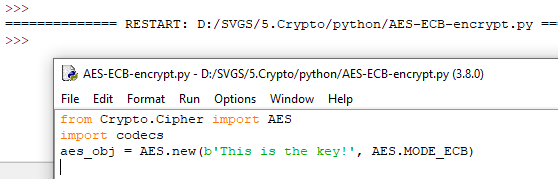 >>>
============== RESTART: D:/SVGS/5.Crypto/python/AES-ECB-encrypt.py ==
>>>
AES-ECB-encrypt.py - D:/SVGS/5.Crypto/python/AES-ECB-encrypt.py (3.8.0)
File Edit Format Run Options Window Help
from Crypto.Cipher import AES
import codecs
aes_obj = AES.new(b'This is the key!', AES.MODE_ECB)